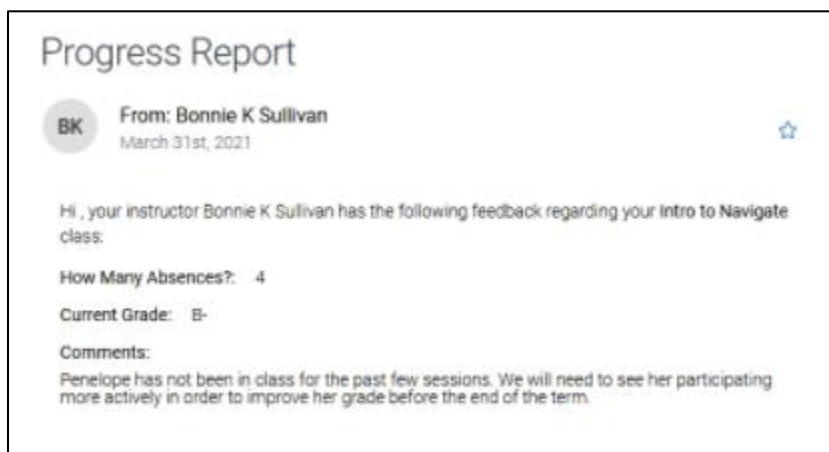 Progress Report
BK
From: Bonnie K Sullivan
March 31st, 2021
Hi , your instructor Bonnie K Sullivan has the following feedback regarding your Intro to Navigate
class:
How Many Absences?: 4
Current Grade: B-
Comments:
Penelope has not been in class for the past few sessions. We will need to see her participating
more actively in order to improve her grade before the end of the term.